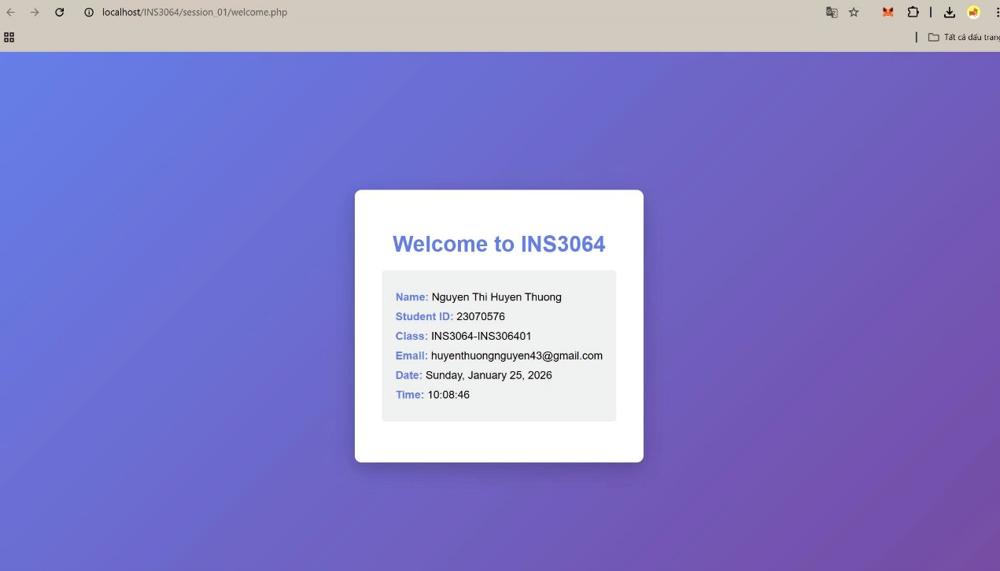 localhost/INS3064/session_01/welcome.php
Tất cả dấu trang
Welcome to INS3064
Name: Nguyen Thi Huyen Thuong
Student ID: 23070576
Class: INS3064-INS306401
Email: huyenthuongnguyen43@gmail.com
Date: Sunday, January 25, 2026
Time: 10:08:46